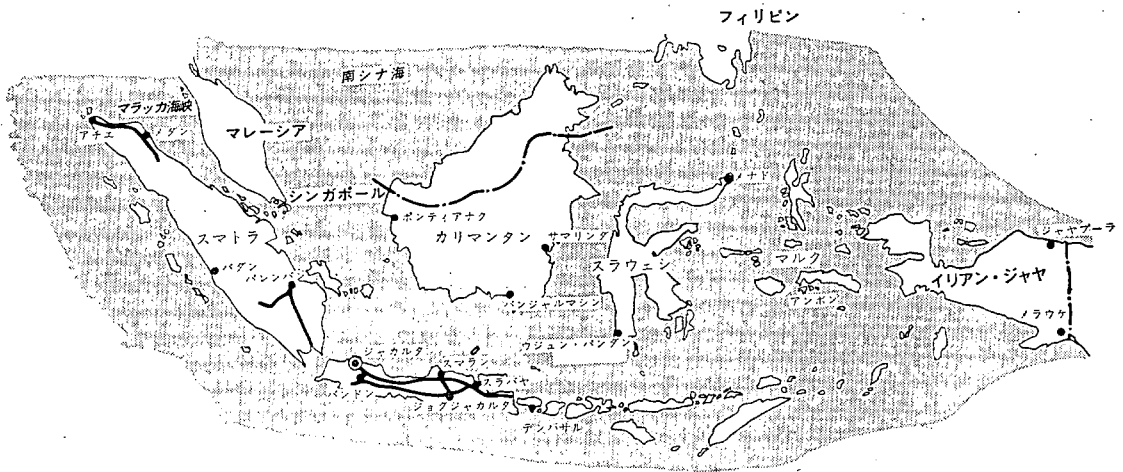 フィリピン
南シナ海
マラッカ海峡
アチエ
メダン
マレーシア
シンガポール
メナド
ポンティアナク
スマトラ
カリマンタン
サマリンダ
スラウェシ
マルク
ジャヤプーラ
イリアン・ジャヤ
パダン
パレンバン
バンジャルマシン
アンボン
メラウケ
ウジュン・パンダン
ジャカルタ
スマラン
スラバヤ
バンドン
ジョクジャカルタ
デンパサル